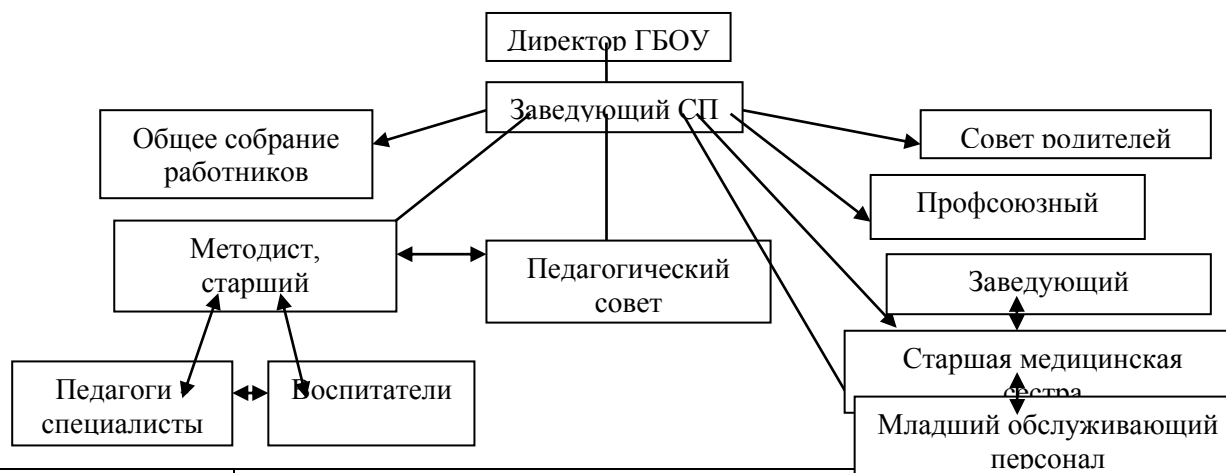 Директор ГБОУ
Заведующий СП
Общее собрание
работников
Совет родителей
Профсоюзный
Методист,
старший
Педагогический
совет
Заведующий
Старшая медицинская
сестра
Педагоги
специалисты
Воспитатели
Младший обслуживающий
персонал